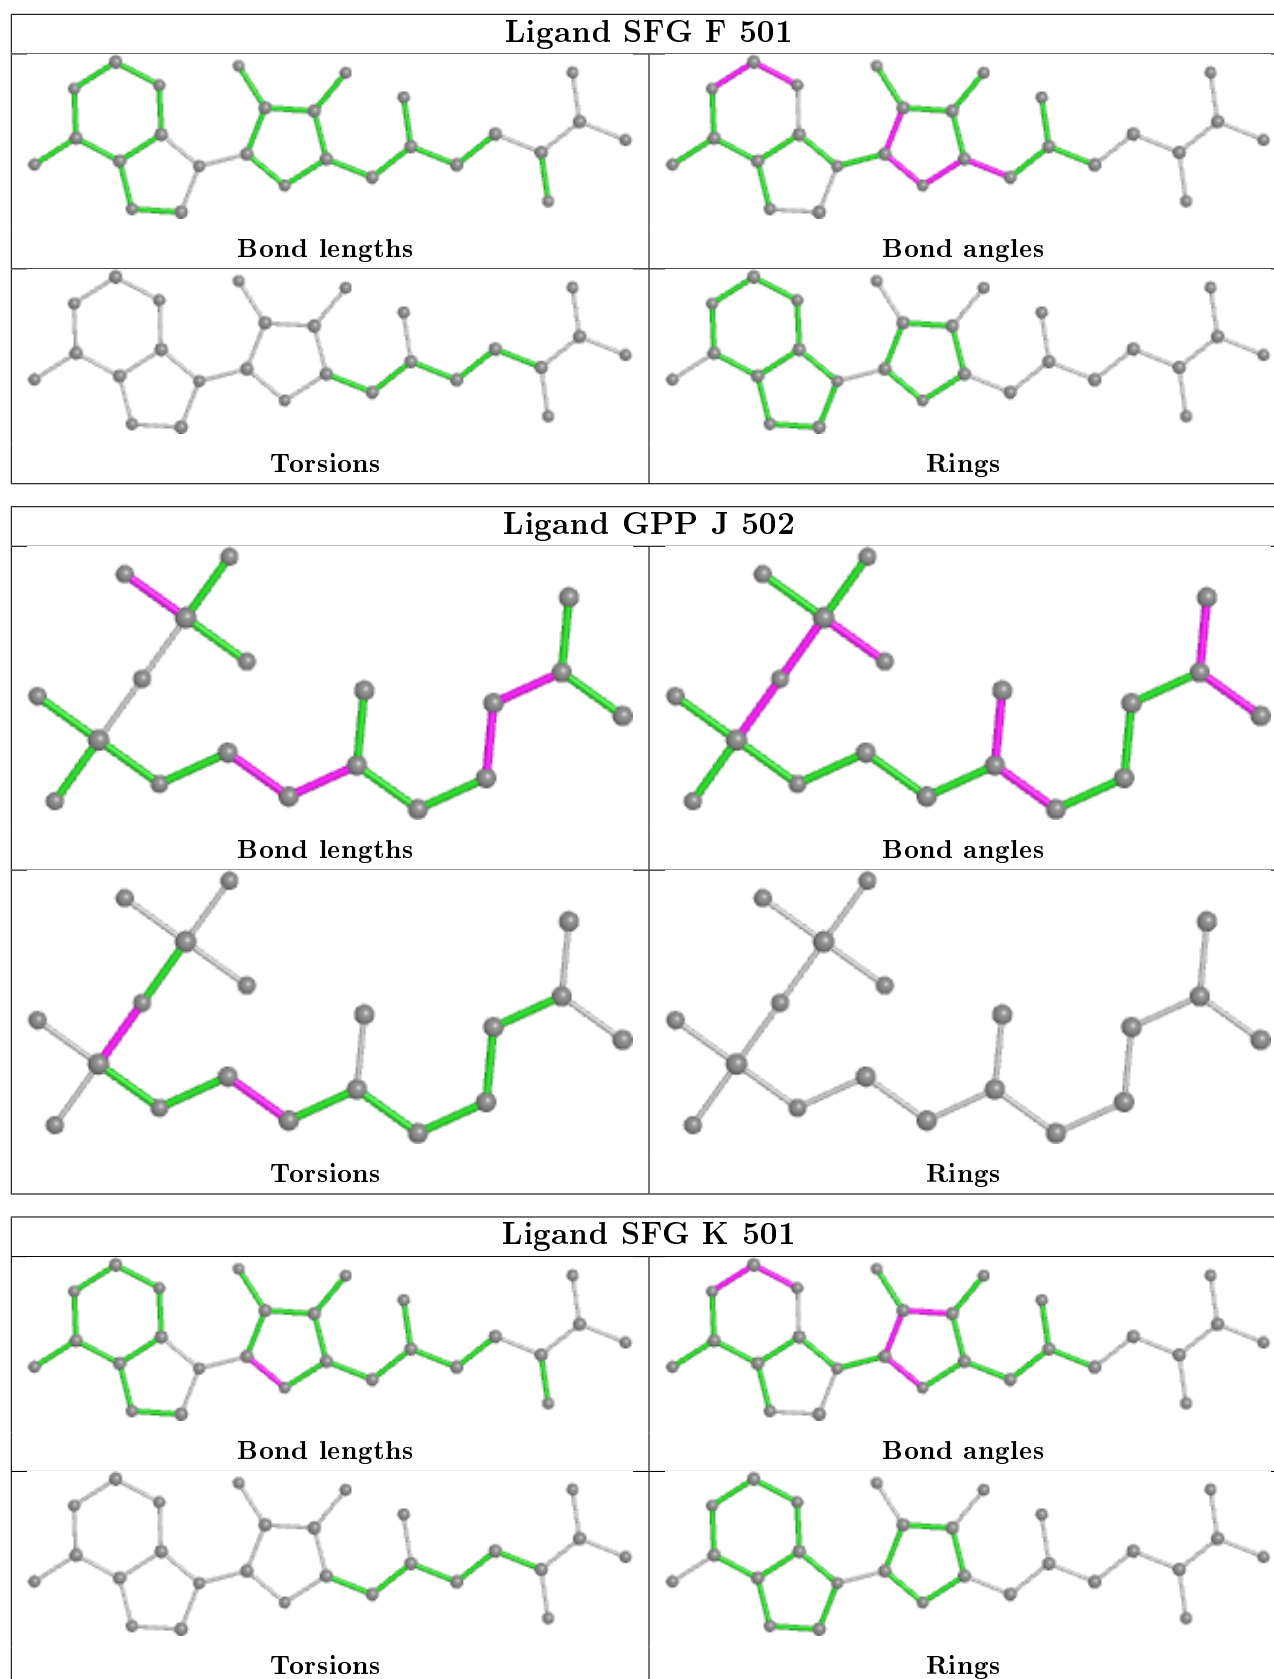 Ligand SFG F 501
Bond lengths
Bond angles
Torsions
Rings
Ligand GPP J 502
Bond lengths
Bond angles
Torsions
Rings
Ligand SFG K 501
Bond lengths
Bond angles
Torsions
Rings